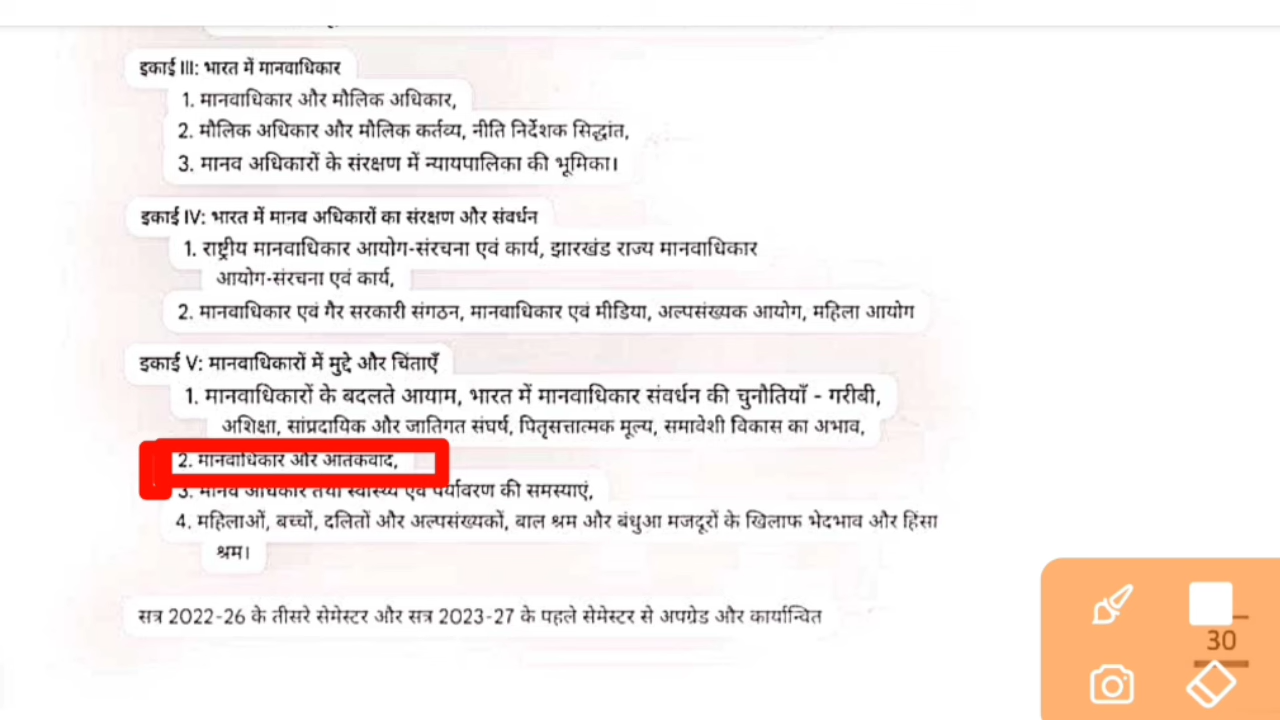 इकाई III: भारत में मानवाधिकार
1. मानवाधिकार और मौलिक अधिकार,
2. मौलिक अधिकार और मौलिक कर्तव्य, नीति निर्देशक सिद्धांत,
3. मानव अधिकारों के संरक्षण में न्यायपालिका की भूमिका।
इकाई IV: भारत में मानव अधिकारों का संरक्षण और संवर्धन
1. राष्ट्रीय मानवाधिकार आयोग-संरचना एवं कार्य, झारखंड राज्य मानवाधिकार
आयोग-संरचना एवं कार्य,
2. मानवाधिकार एवं गैर सरकारी संगठन, मानवाधिकार एवं मीडिया, अल्पसंख्यक आयोग, महिला आयोग
इकाई V: मानवाधिकारों में मुद्दे और चिंताएँ
1. मानवाधिकारों के बदलते आयाम, भारत में मानवाधिकार संवर्धन की चुनौतियाँ - गरीबी,
अशिक्षा, सांप्रदायिक और जातिगत संघर्ष, पितृसत्तात्मक मूल्य, समावेशी विकास का अभाव,
2. मानवाधिकार और आतंकवाद,
3. मानव अधिकार तथा स्वास्थ्य एवं पर्यावरण की समस्याएं,
4. महिलाओं, बच्चों, दलितों और अल्पसंख्यकों, बाल श्रम और बंधुआ मजदूरों के खिलाफ भेदभाव और हिंसा
श्रम।
सत्र 2022-26 के तीसरे सेमेस्टर और सत्र 2023-27 के पहले सेमेस्टर से अपग्रेड और कार्यान्वित
30